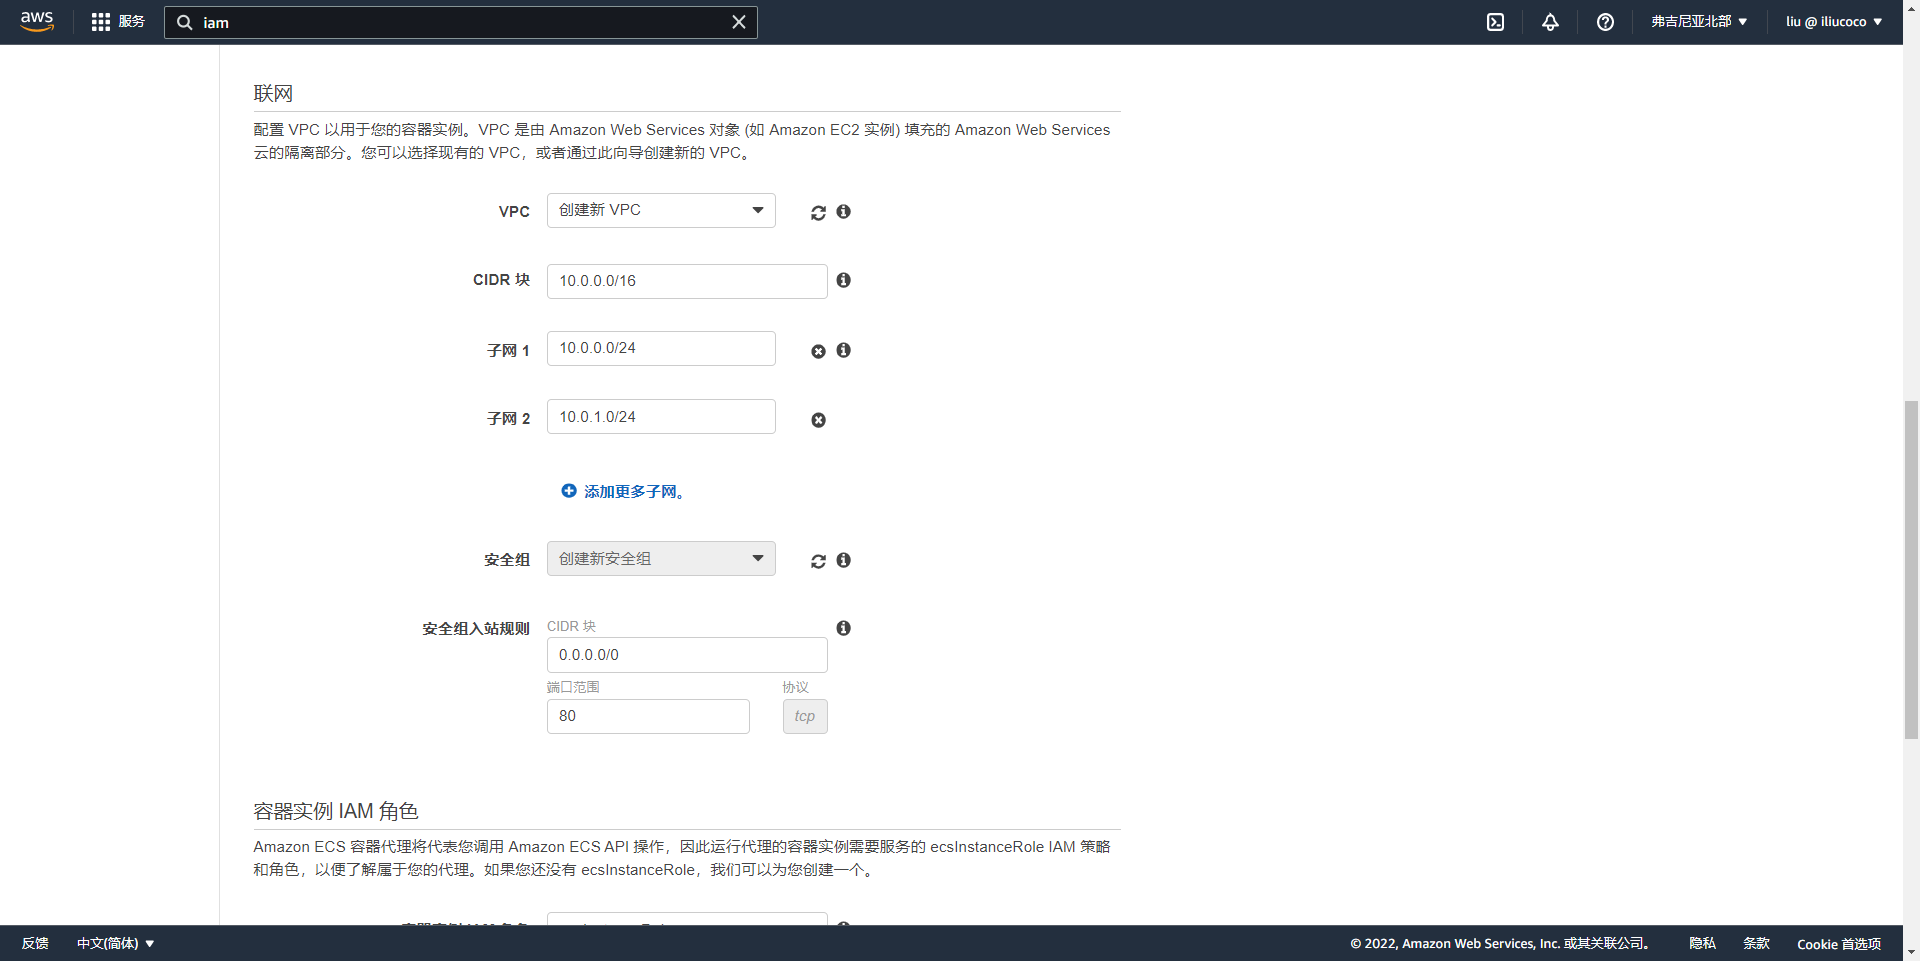 aws
服务
iam
弗吉尼亚北部
liu @ iliucoco
联网
配置 VPC 以用于您的容器实例。VPC 是由 Amazon Web Services 对象 (如 Amazon EC2 实例) 填充的 Amazon Web Services
云的隔离部分。您可以选择现有的 VPC，或者通过此向导创建新的 VPC。
VPC
创建新 VPC
CIDR 块
10.0.0.0/16
子网 1
10.0.0.0/24
子网 2
10.0.1.0/24
添加更多子网。
安全组
创建新安全组
安全组入站规则
CIDR 块
0.0.0.0/0
端口范围
协议
80
tcp
容器实例 IAM 角色
Amazon ECS 容器代理将代表您调用 Amazon ECS API 操作，因此运行代理的容器实例需要服务的 ecsInstanceRole IAM 策略
和角色，以便了解属于您的代理。如果您还没有 ecsInstanceRole，我们可以为您创建一个。
反馈
中文(简体)
© 2022, Amazon Web Services, Inc. 或其关联公司。
隐私
条款
Cookie 首选项